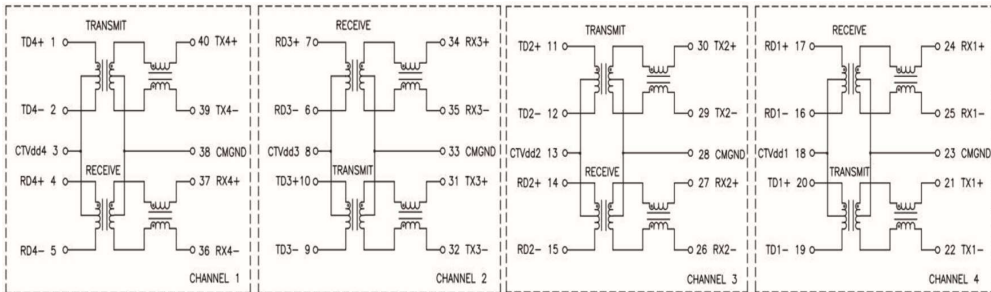 TRANSMIT
TD4+ 1
40 TX4+
TD4- 2
39 TX4-
CTVdd4 3
38 CMGND
RECEIVE
RD4+ 4
37 RX4+
RD4- 5
36 RX4-
CHANNEL 1
RECEIVE
RD3+ 7
34 RX3+
RD3- 6
35 RX3-
CTVdd3 8
33 CMGND
TRANSMIT
TD3+ 10
31 TX3+
TD3- 9
32 TX3-
CHANNEL 2
TRANSMIT
TD2+ 11
30 TX2+
TD2- 12
29 TX2-
CTVdd2 13
28 CMGND
RECEIVE
RD2+ 14
27 RX2+
RD2- 15
26 RX2-
CHANNEL 3
RECEIVE
RD1+ 17
24 RX1+
RD1- 16
25 RX1-
CTVdd1 18
23 CMGND
TRANSMIT
TD1+ 20
21 TX1+
TD1- 19
22 TX1-
CHANNEL 4